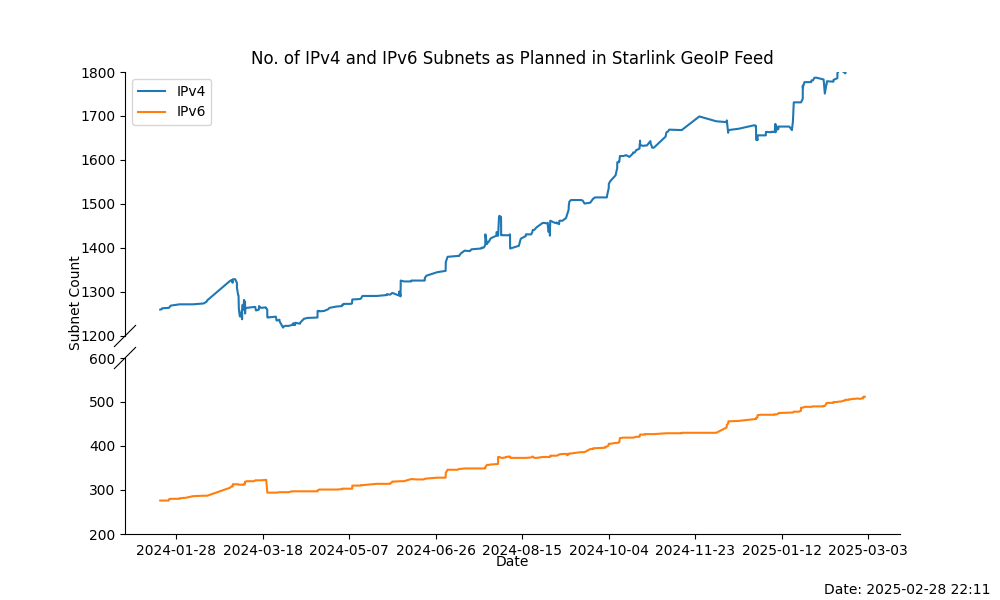 No. of IPv4 and IPv6 Subnets as Planned in Starlink GeoIP Feed
IPv4
IPv6
1800
1700
1600
1500
1400
1300
1200
600
500
400
300
200
Subnet Count
2024-01-28 2024-03-18 2024-05-07 2024-06-26 2024-08-15 2024-10-04 2024-11-23 2025-01-12 2025-03-03
Date
Date: 2025-02-28 22:11